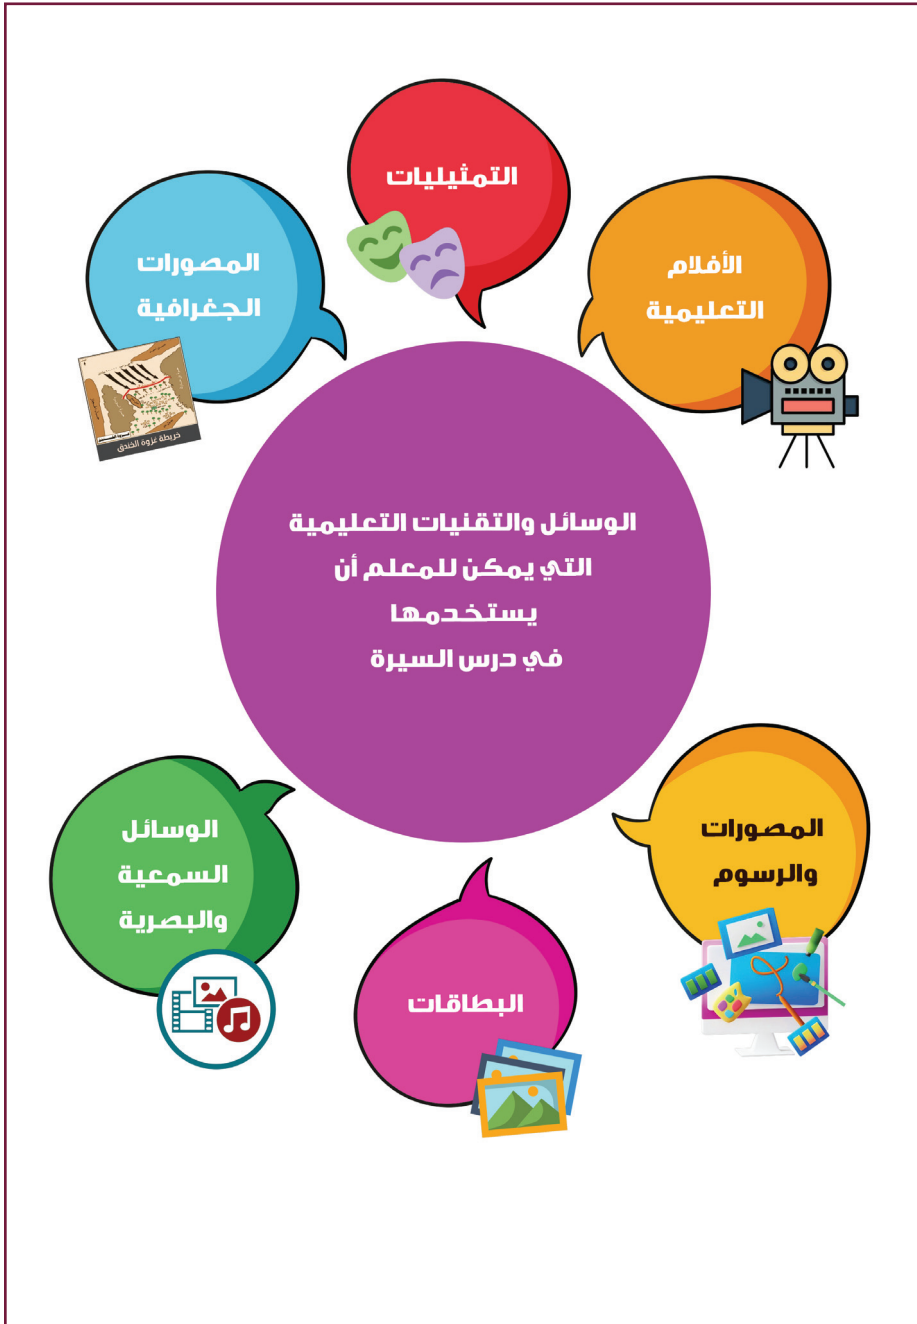 التمثيليات
الأفلام
التعليمية
المصورات
الجغرافية
خريطة غزوة الخندق
الوسائل والتقنيات التعليمية
التي يمكن للمعلم أن
يستخدمها
في درس السيرة
المصورات
والرسوم
الوسائل
السمعية
والبصرية
البطاقات